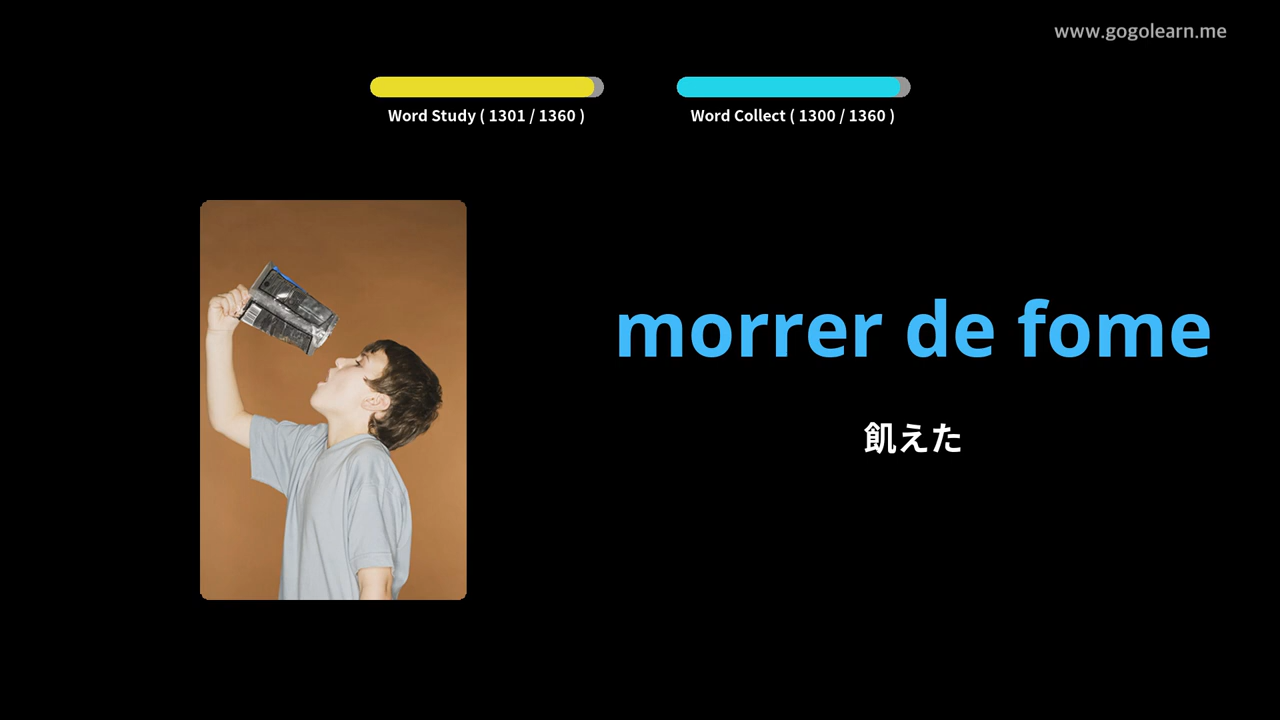 www.gogolearn.me
Word Study ( 1301 / 1360 )
Word Collect ( 1300 / 1360 )
morrer de fome
飢えた